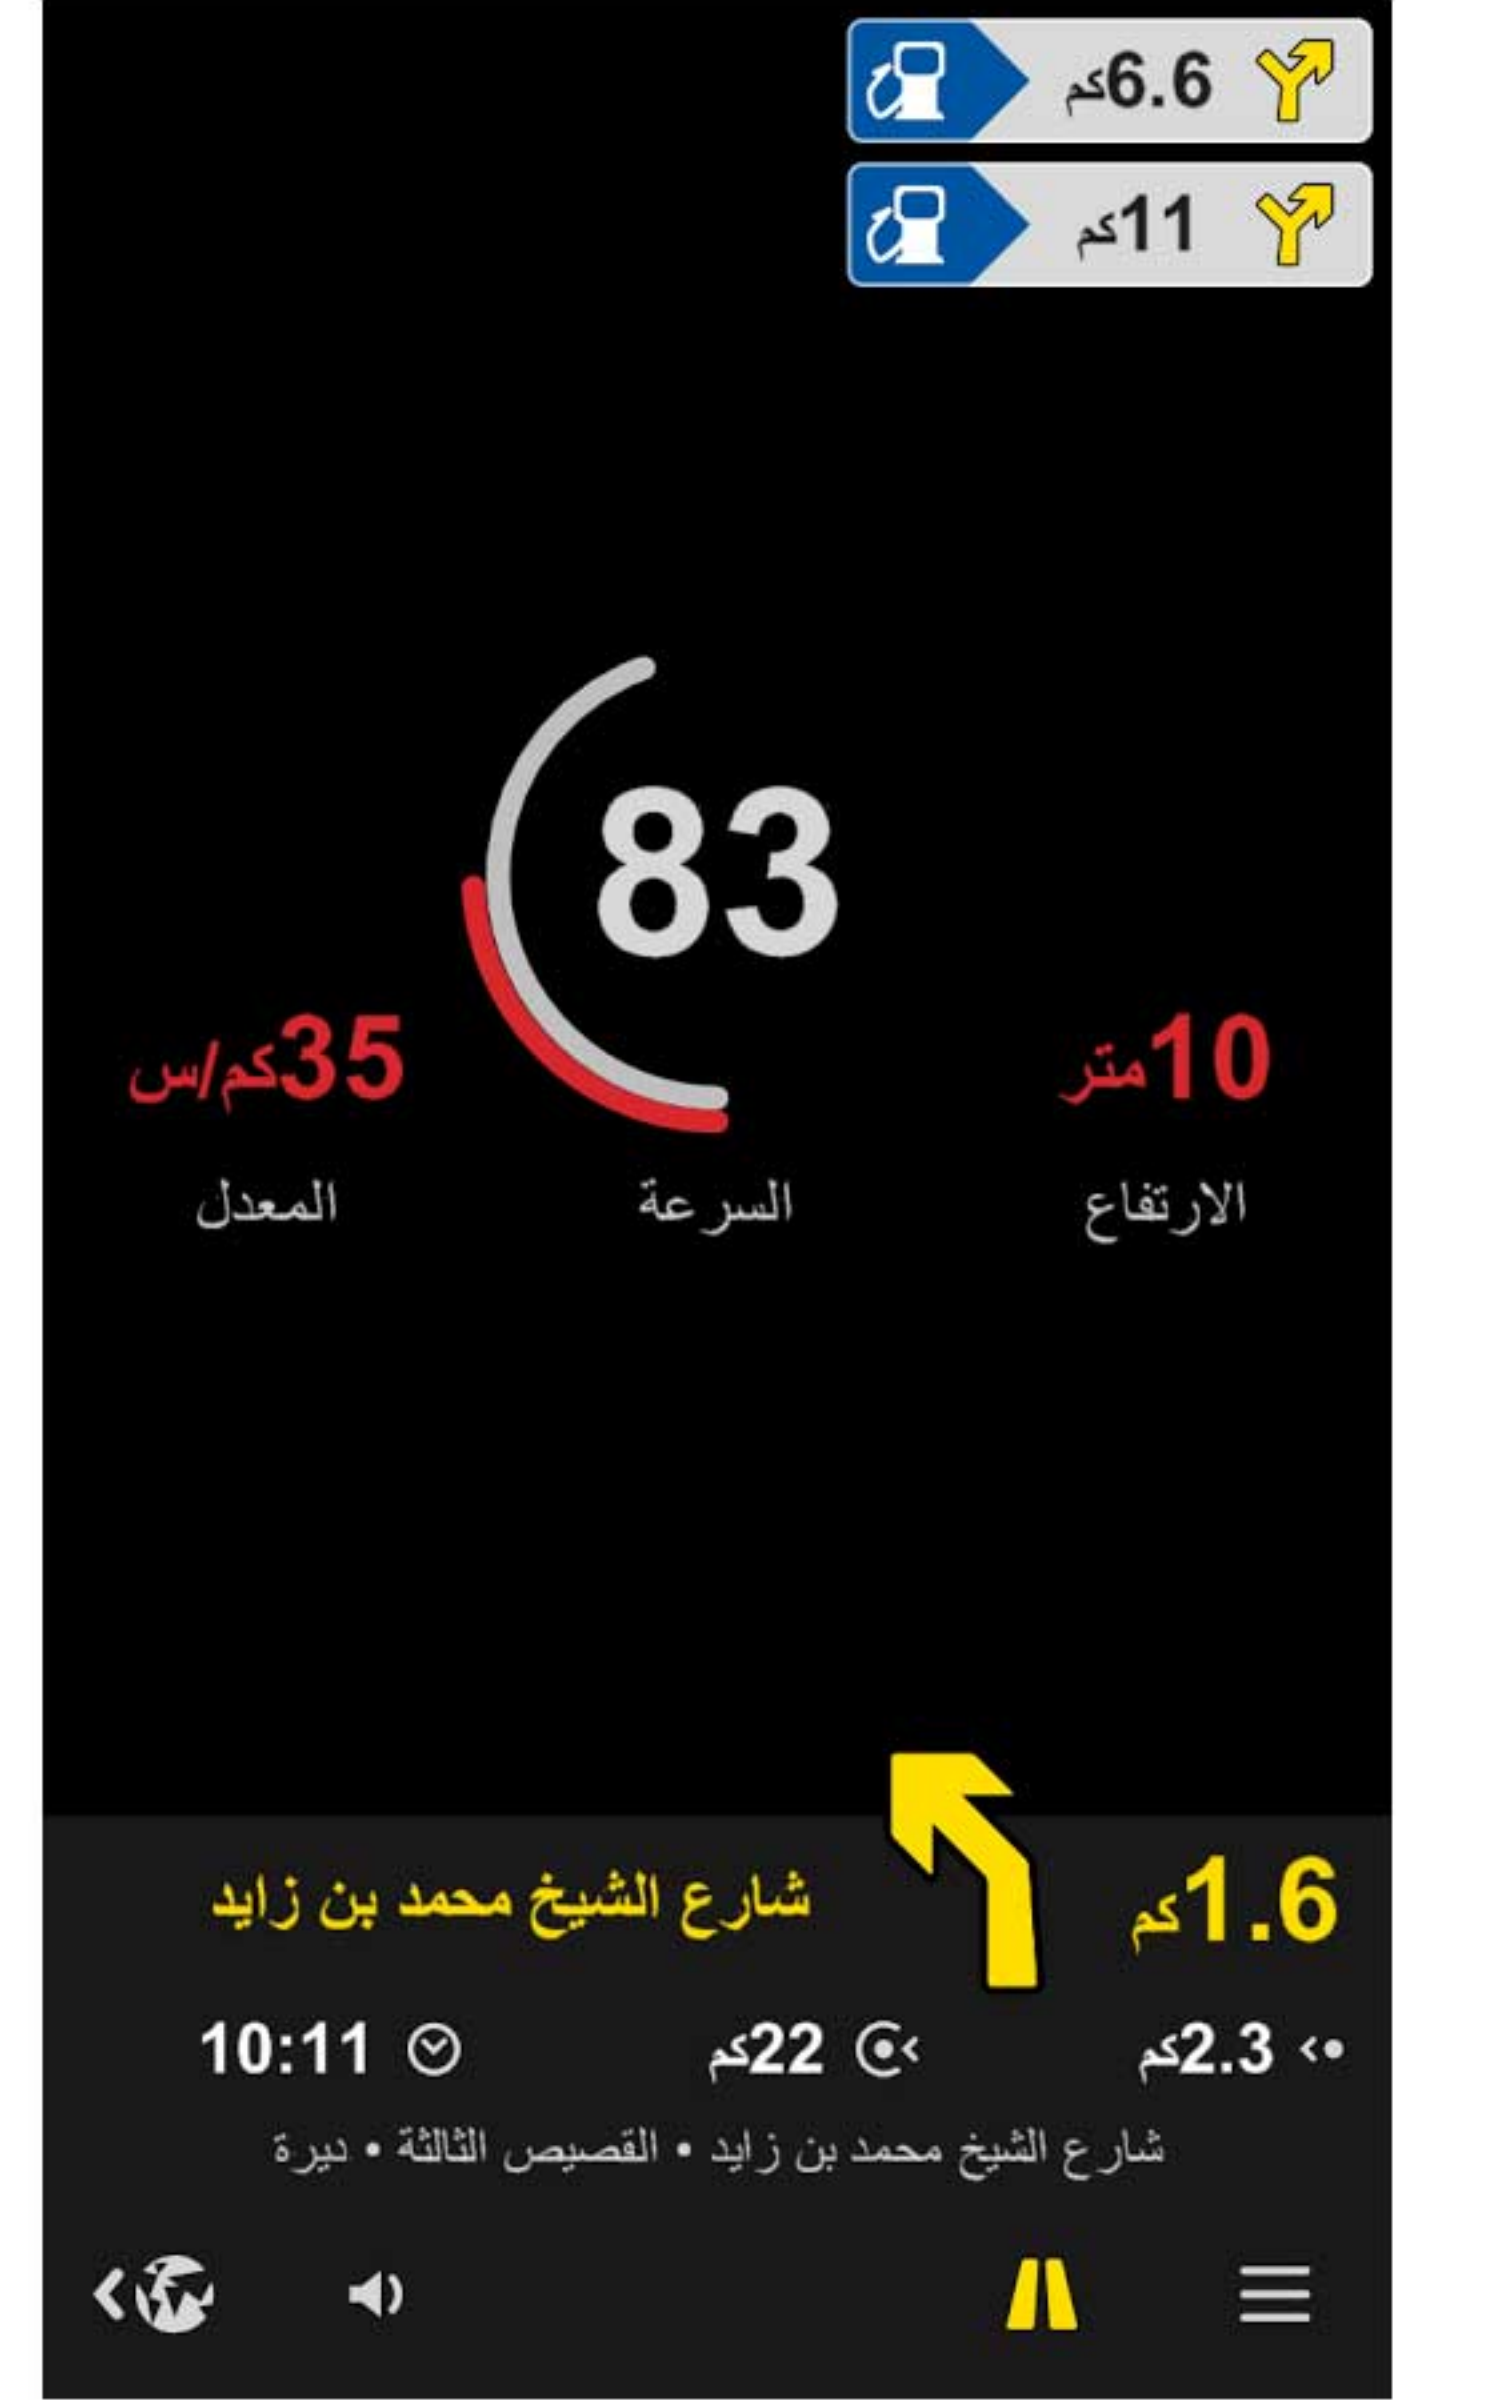 6.6كم
11كم
83
10متر
35كم/س
الارتفاع
السرعة
المعدل
1.6كم
شارع الشيخ محمد بن زايد
2.3كم
22كم
10:11
شارع الشيخ محمد بن زايد • القصيص الثالثة • ديرة